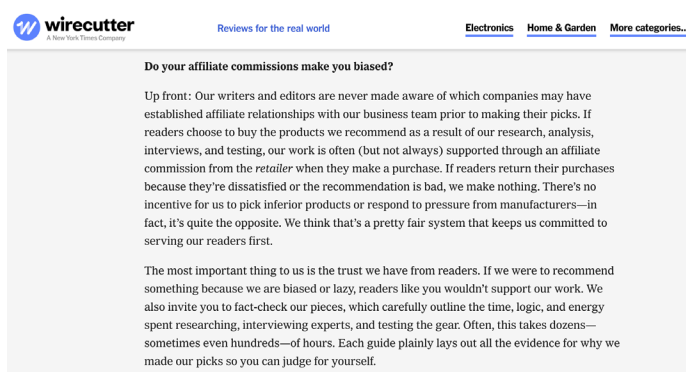 wirecutter
A New York Times Company
Reviews for the real world
Electronics Home & Garden More categories..
Do your affiliate commissions make you biased?
Up front: Our writers and editors are never made aware of which companies may have
established affiliate relationships with our business team prior to making their picks. If
readers choose to buy the products we recommend as a result of our research, analysis,
interviews, and testing, our work is often (but not always) supported through an affiliate
commission from the retailer when they make a purchase. If readers return their purchases
because they're dissatisfied or the recommendation is bad, we make nothing. There's no
incentive for us to pick inferior products or respond to pressure from manufacturers—in
fact, it's quite the opposite. We think that's a pretty fair system that keeps us committed to
serving our readers first.
The most important thing to us is the trust we have from readers. If we were to recommend
something because we are biased or lazy, readers like you wouldn't support our work. We
also invite you to fact-check our pieces, which carefully outline the time, logic, and energy
spent researching, interviewing experts, and testing the gear. Often, this takes dozens—
sometimes even hundreds—of hours. Each guide plainly lays out all the evidence for why we
made our picks so you can judge for yourself.